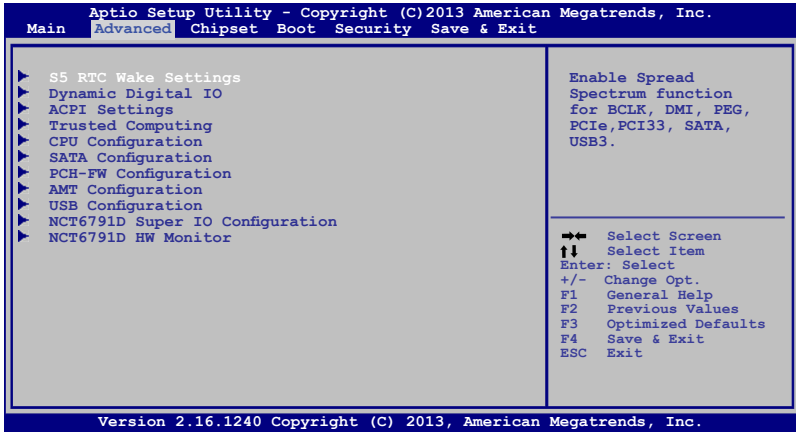 Aptio Setup Utility - Copyright (C)2013 American Megatrends, Inc.
Main Advanced Chipset Boot Security Save & Exit
S5 RTC Wake Settings
Dynamic Digital IO
ACPI Settings
Trusted Computing
CPU Configuration
SATA Configuration
PCH-FW Configuration
AMT Configuration
USB Configuration
NCT6791D Super IO Configuration
NCT6791D HW Monitor
Enable Spread
Spectrum function
for BCLK, DMI, PEG,
PCIe,PCI33, SATA,
USB3.
Select Screen
Select Item
Enter: Select
+/- Change Opt.
F1 General Help
F2 Previous Values
F3 Optimized Defaults
F4 Save & Exit
ESC Exit
Version 2.16.1240 Copyright (C) 2013, American Megatrends, Inc.